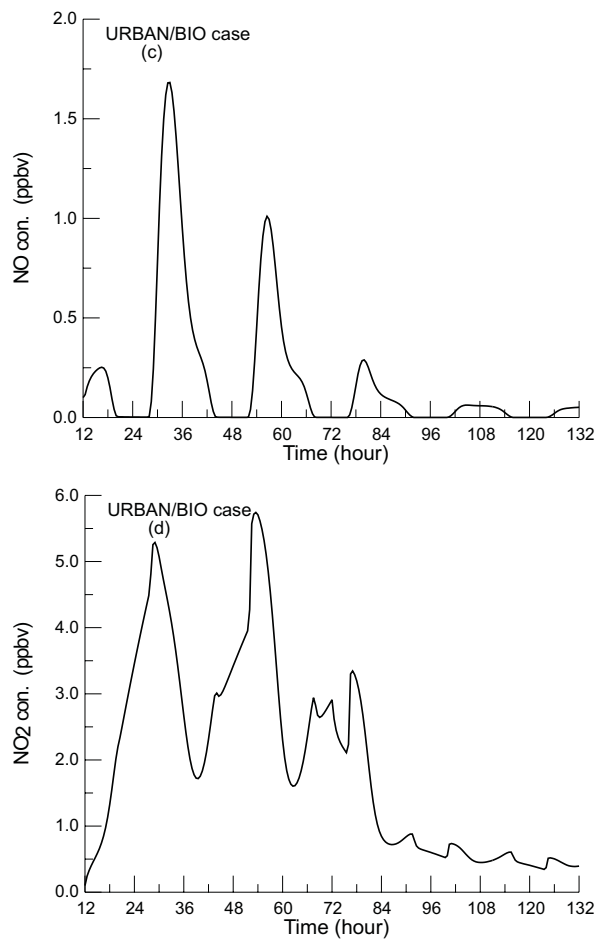 URBAN/BIO case
(c)
NO con. (ppbv)
2.0
1.5
1.0
0.5
0.0
12 24 36 48 60 72 84 96 108 120 132
Time (hour)
URBAN/BIO case
(d)
NO2 con. (ppbv)
6.0
5.0
4.0
3.0
2.0
1.0
0.0
12 24 36 48 60 72 84 96 108 120 132
Time (hour)